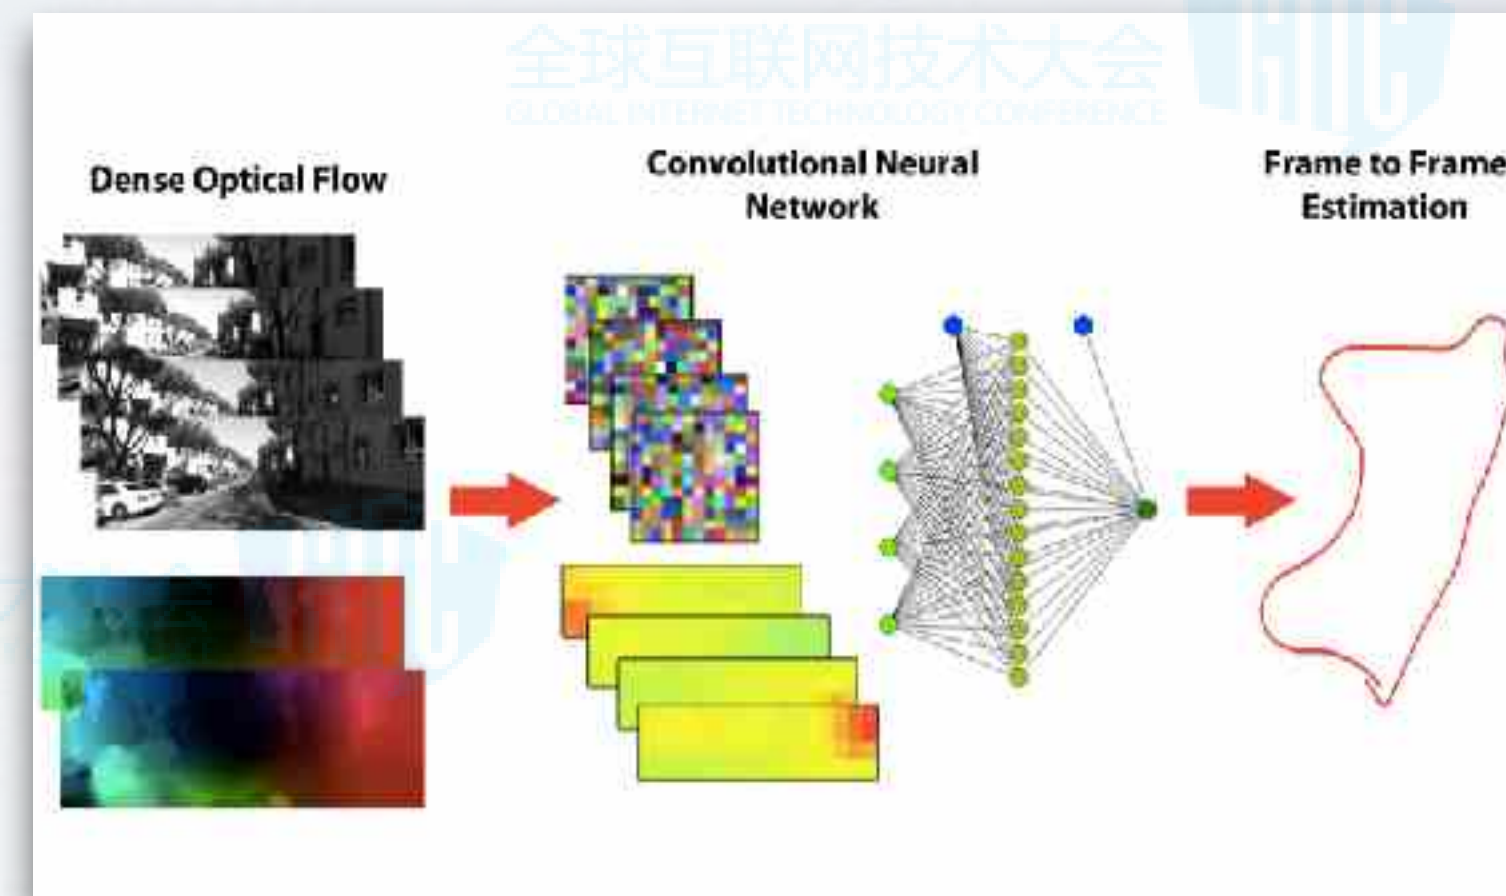 全球互联网技术大会
GLOBAL INTERNET TECHNOLOGY CONFERENCE
Dense Optical Flow
Convolutional Neural
Network
Frame to Frame
Estimation